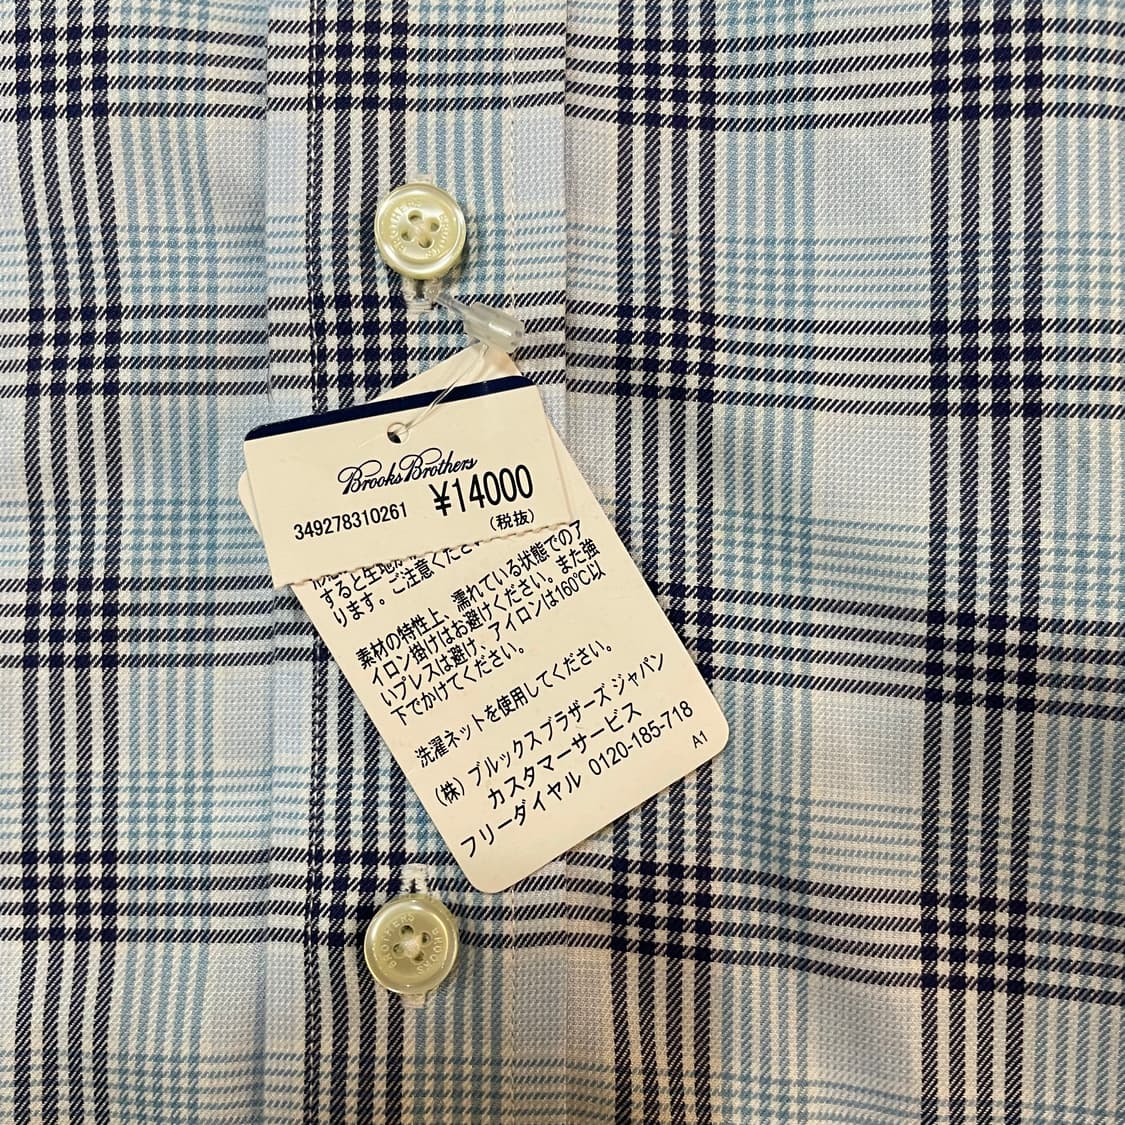 BROTHERS BROOKS
Brooks Brothers
349278310261 ¥14000
(税抜)
すると生地が
ります。ご注意ください
素材の特性上、濡れている状態でのア
イロン掛けはお避けください。また強
いプレスは避け、アイロンは160℃以
下でかけてください。
洗濯ネットを使用してください。
(株) ブルックスブラザーズ ジャパン
カスタマーサービス
フリーダイヤル 0120-185-718
A1
BROTHERS BROOKS